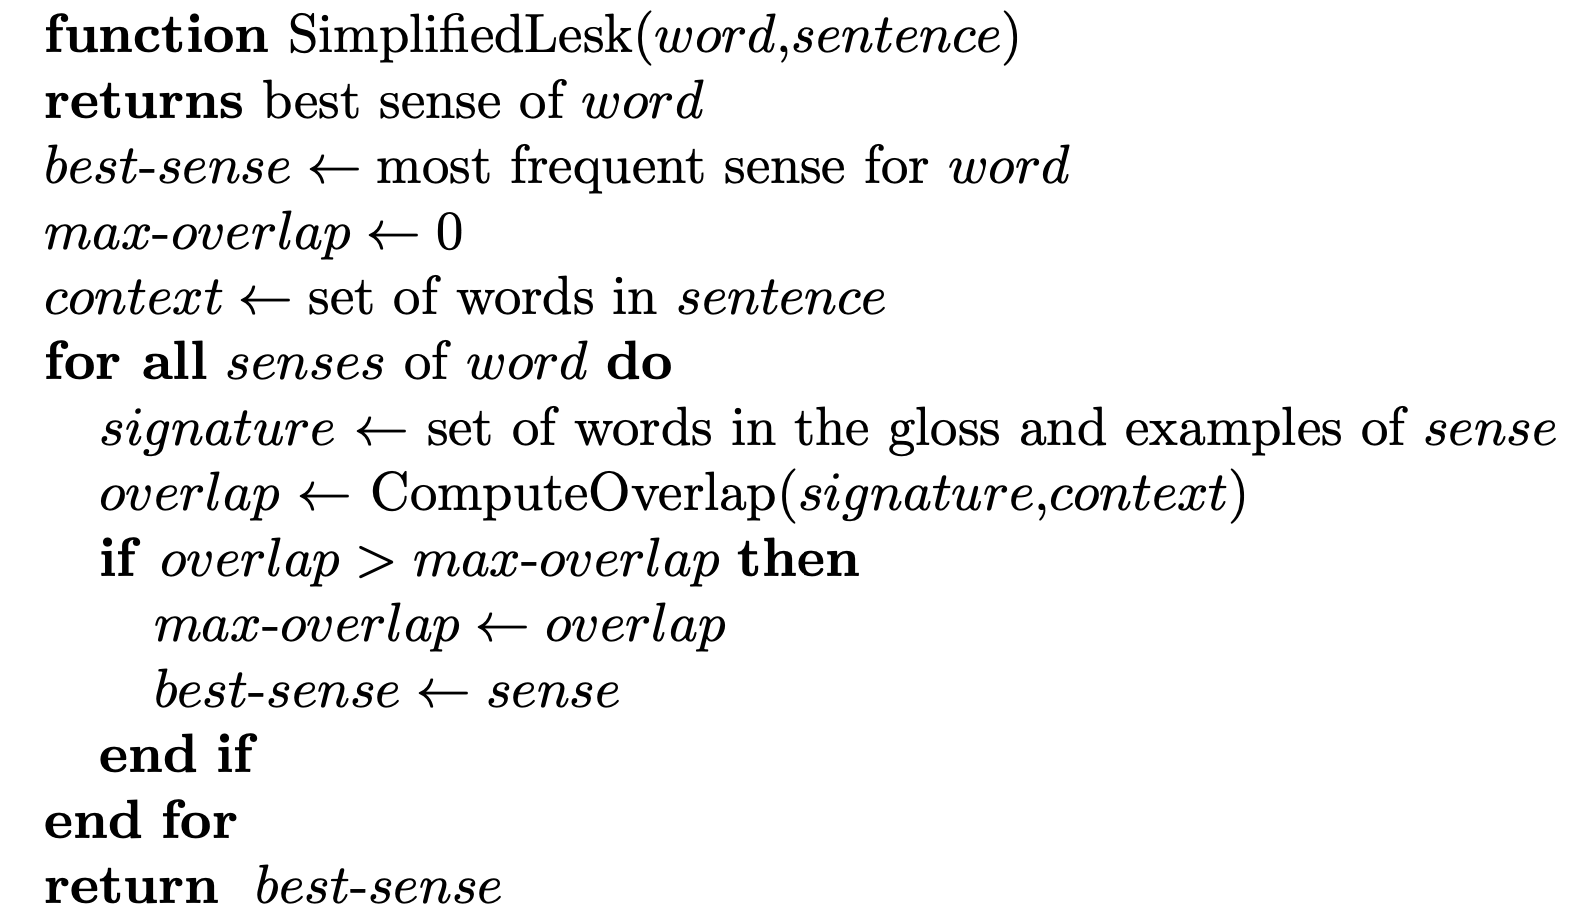 function SimplifiedLesk(word,sentence)
returns best sense of word
best-sense ← most frequent sense for word
max-overlap ← 0
context ← set of words in sentence
for all senses of word do
signature ← set of words in the gloss and examples of sense
overlap ← ComputeOverlap(signature,context)
if overlap > max-overlap then
max-overlap ← overlap
best-sense ← sense
end if
end for
return best-sense